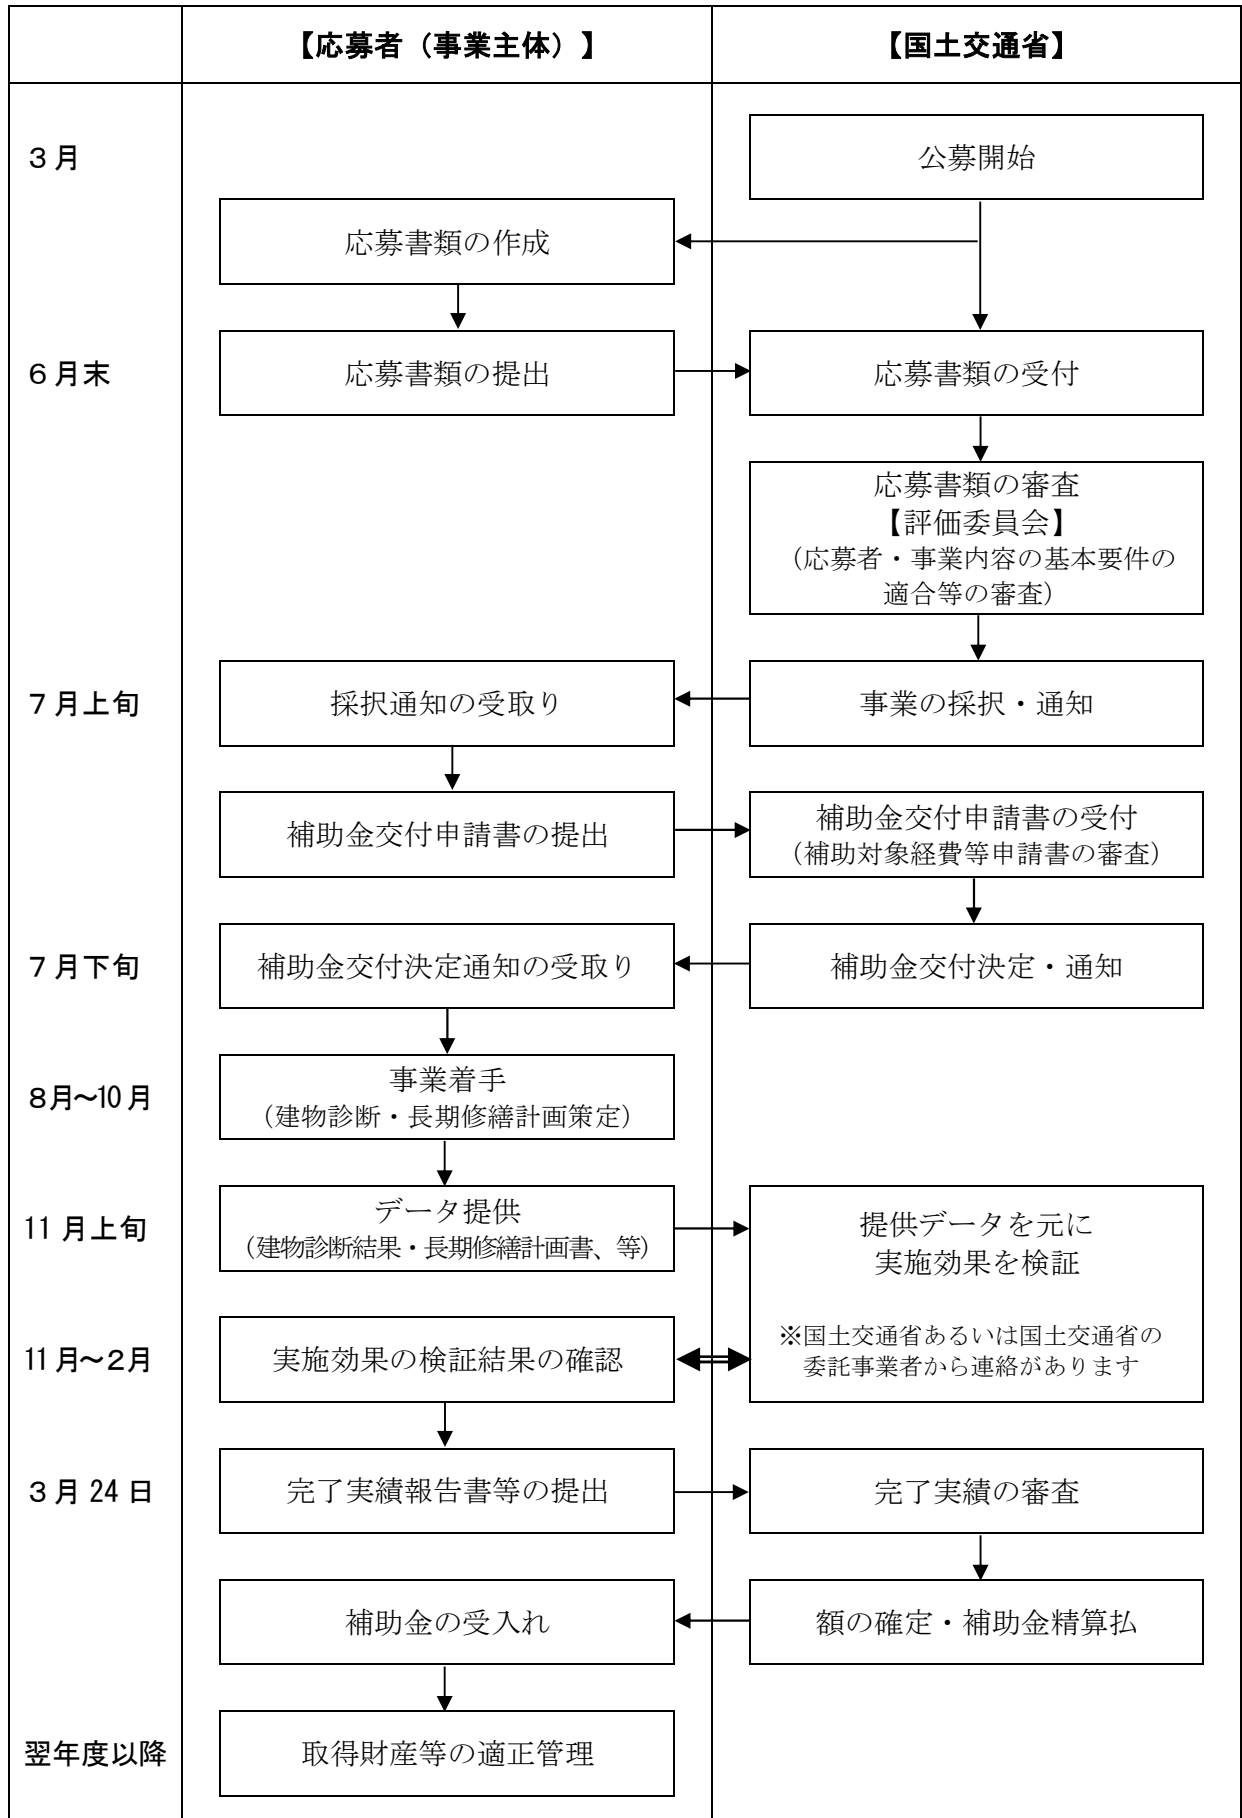 【応募者（事業主体）】
【国土交通省】
３月
公募開始
応募書類の作成
６月末
応募書類の提出
応募書類の受付
応募書類の審査
【評価委員会】
（応募者・事業内容の基本要件の
適合等の審査）
７月上旬
採択通知の受取り
事業の採択・通知
補助金交付申請書の提出
補助金交付申請書の受付
（補助対象経費等申請書の審査）
７月下旬
補助金交付決定通知の受取り
補助金交付決定・通知
８月～10月
事業着手
（建物診断・長期修繕計画策定）
11月上旬
データ提供
（建物診断結果・長期修繕計画書、等）
提供データを元に
実施効果を検証
※国土交通省あるいは国土交通省の
委託事業者から連絡があります
11月～２月
実施効果の検証結果の確認
３月24日
完了実績報告書等の提出
完了実績の審査
補助金の受入れ
額の確定・補助金精算払
翌年度以降
取得財産等の適正管理